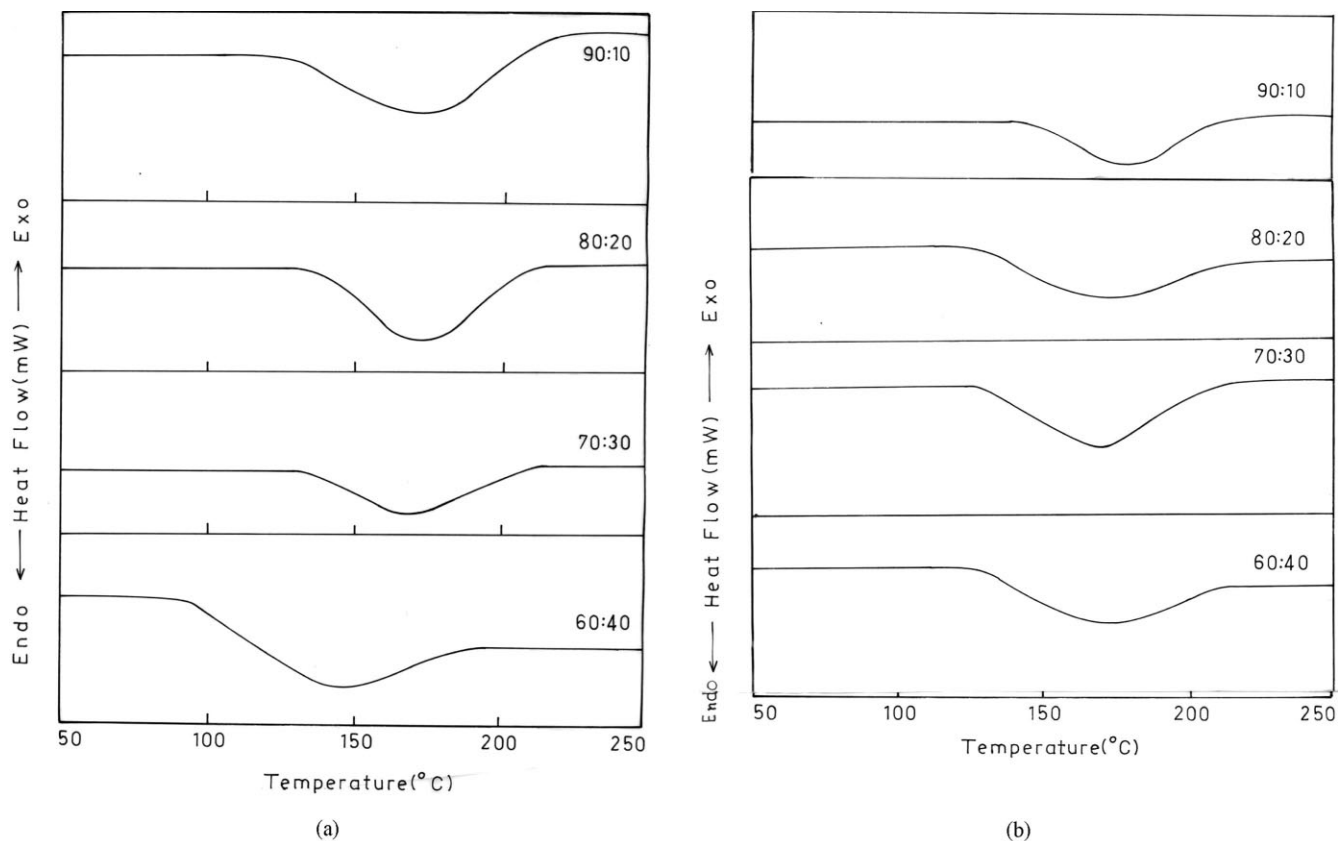 90:10
80:20
70:30
60:40
Endo ← Heat Flow(mW) → Exo
50 100 150 200 250
Temperature(°C)
(a)
90:10
80:20
70:30
60:40
Endo ← Heat Flow(mW) → Exo
50 100 150 200 250
Temperature(°C)
(b)